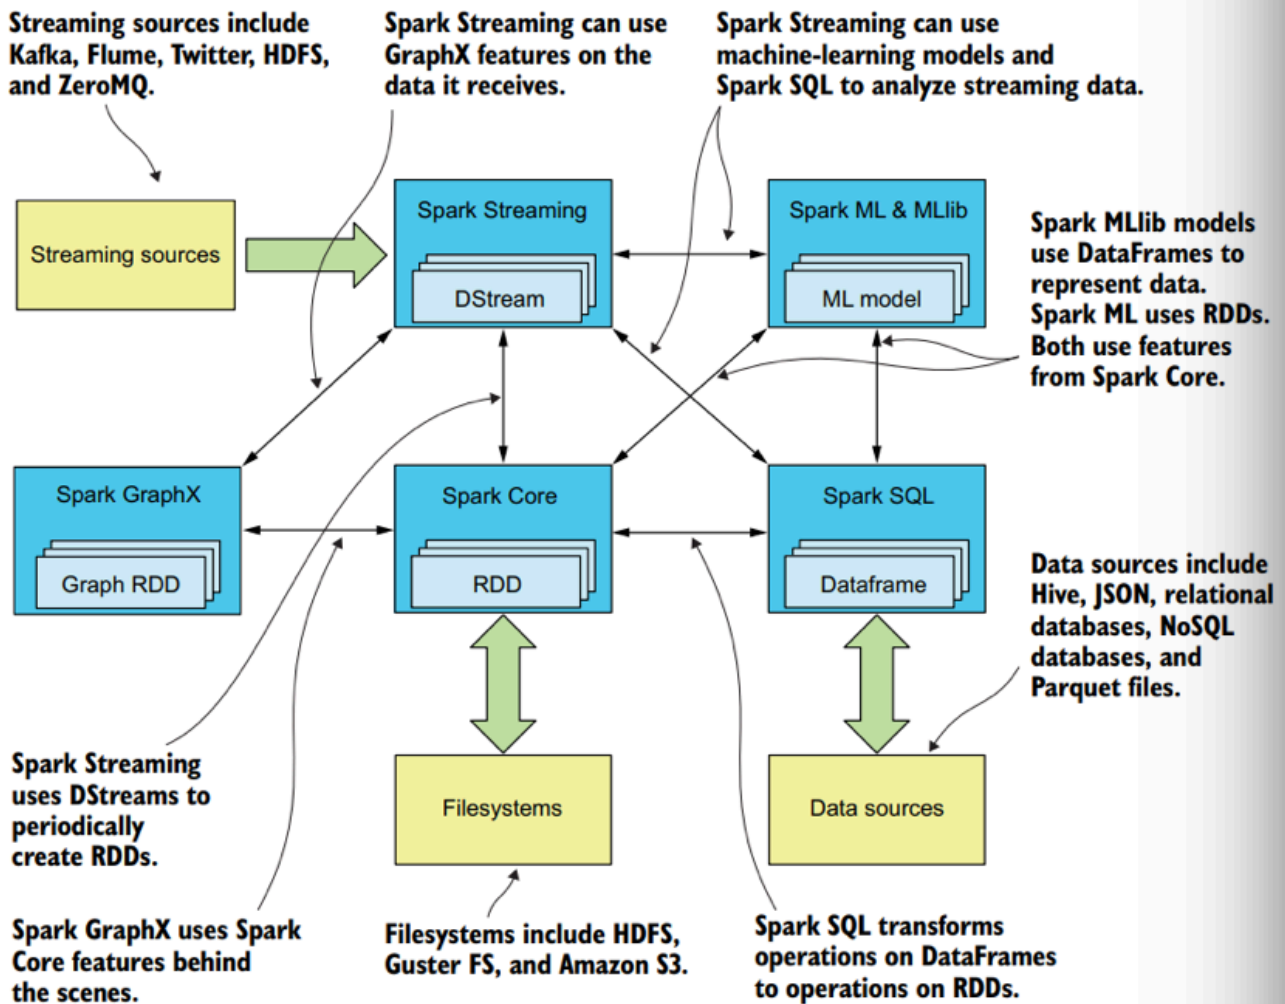 Streaming sources include
Kafka, Flume, Twitter, HDFS,
and ZeroMQ.
Spark Streaming can use
GraphX features on the
data it receives.
Spark Streaming can use
machine-learning models and
Spark SQL to analyze streaming data.
Streaming sources
Spark Streaming
DStream
Spark ML & MLlib
ML model
Spark MLlib models
use DataFrames to
represent data.
Spark ML uses RDDs.
Both use features
from Spark Core.
Spark GraphX
Graph RDD
Spark Core
RDD
Spark SQL
Dataframe
Data sources include
Hive, JSON, relational
databases, NoSQL
databases, and
Parquet files.
Spark Streaming
uses DStreams to
periodically
create RDDs.
Filesystems
Data sources
Spark GraphX uses Spark
Core features behind
the scenes.
Filesystems include HDFS,
Guster FS, and Amazon S3.
Spark SQL transforms
operations on DataFrames
to operations on RDDs.